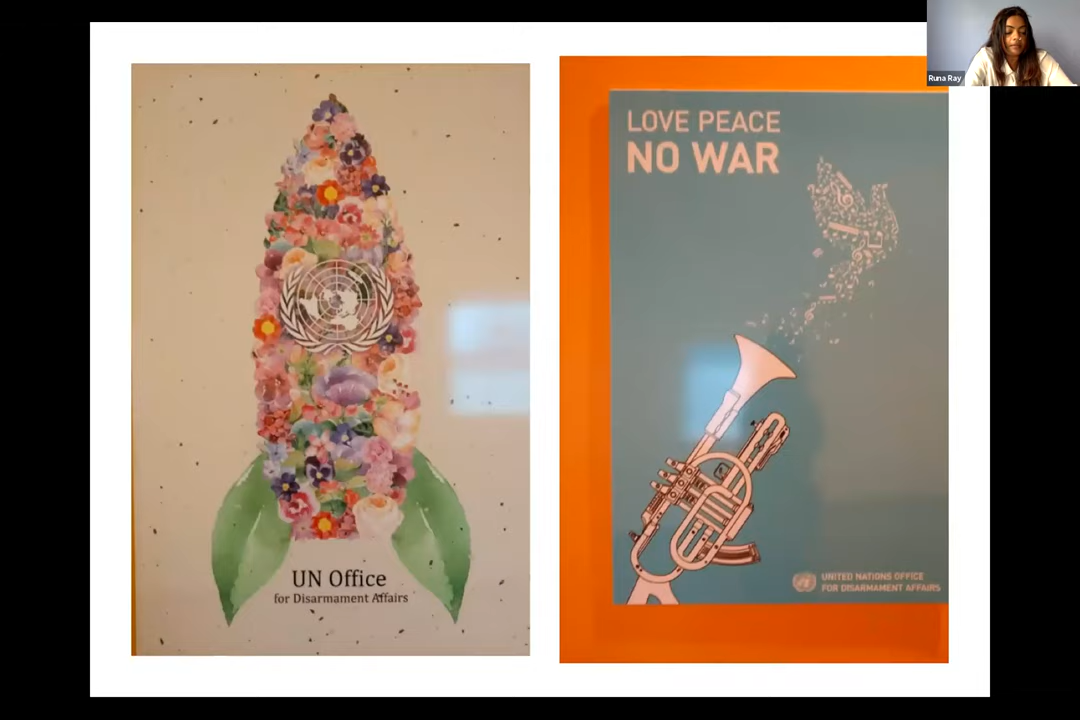 UN Office
for Disarmament Affairs
LOVE PEACE
NO WAR
UNITED NATIONS OFFICE
FOR DISARMAMENT AFFAIRS
Runa Ray